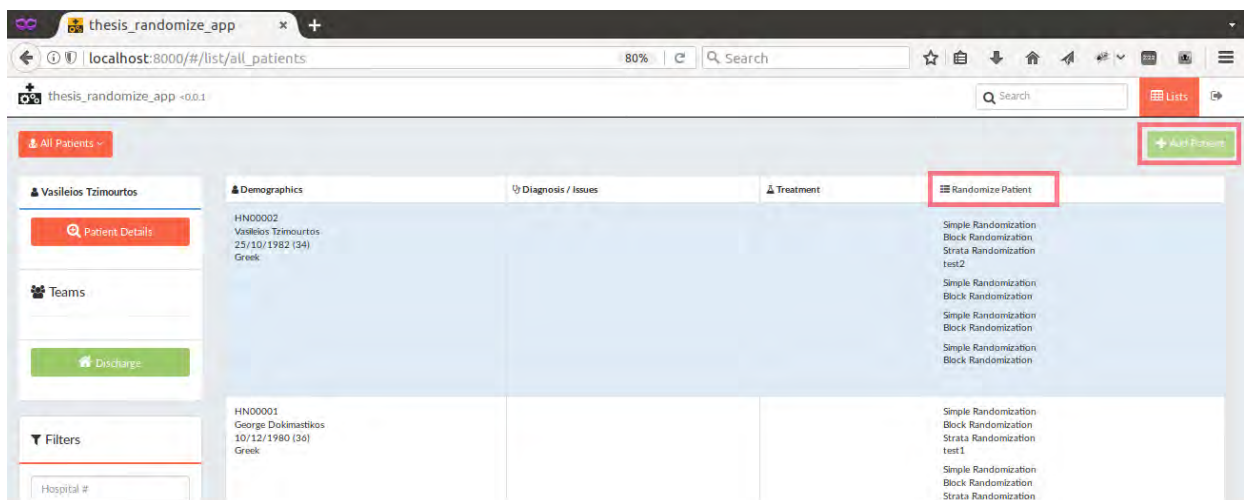 thesis_randomize_app
localhost:8000/#/list/all_patients
80%
Search
thesis_randomize_app <0.0.1
Search
Lists
All Patients
Add Patient
Vasileios Tzimourtos
Patient Details
Teams
Discharge
Filters
Hospital #
Demographics
Diagnosis / Issues
Treatment
Randomize Patient
HN00002
Vasileios Tzimourtos
25/10/1982 (34)
Greek
Simple Randomization
Block Randomization
Strata Randomization
test2
Simple Randomization
Block Randomization
Simple Randomization
Block Randomization
Simple Randomization
Block Randomization
HN00001
George Dokimastikos
10/12/1980 (36)
Greek
Simple Randomization
Block Randomization
Strata Randomization
test1
Simple Randomization
Block Randomization
Strata Randomization